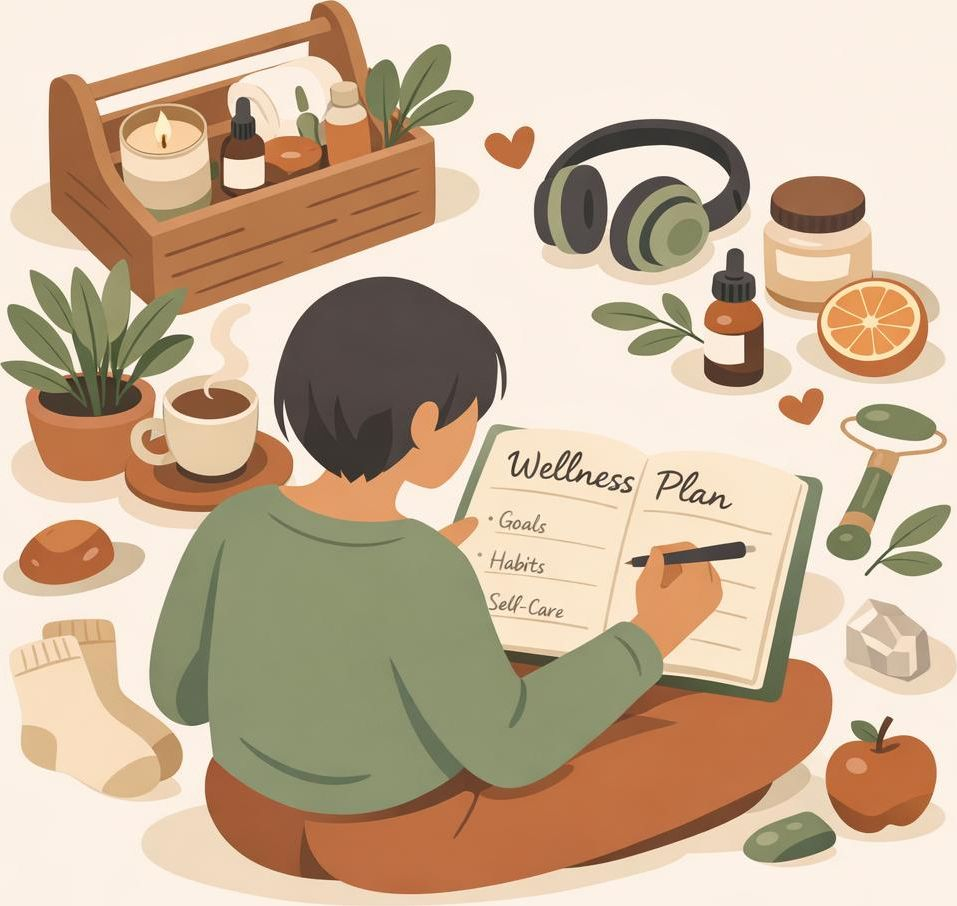 Wellness Plan
• Goals
• Habits
Self-Care